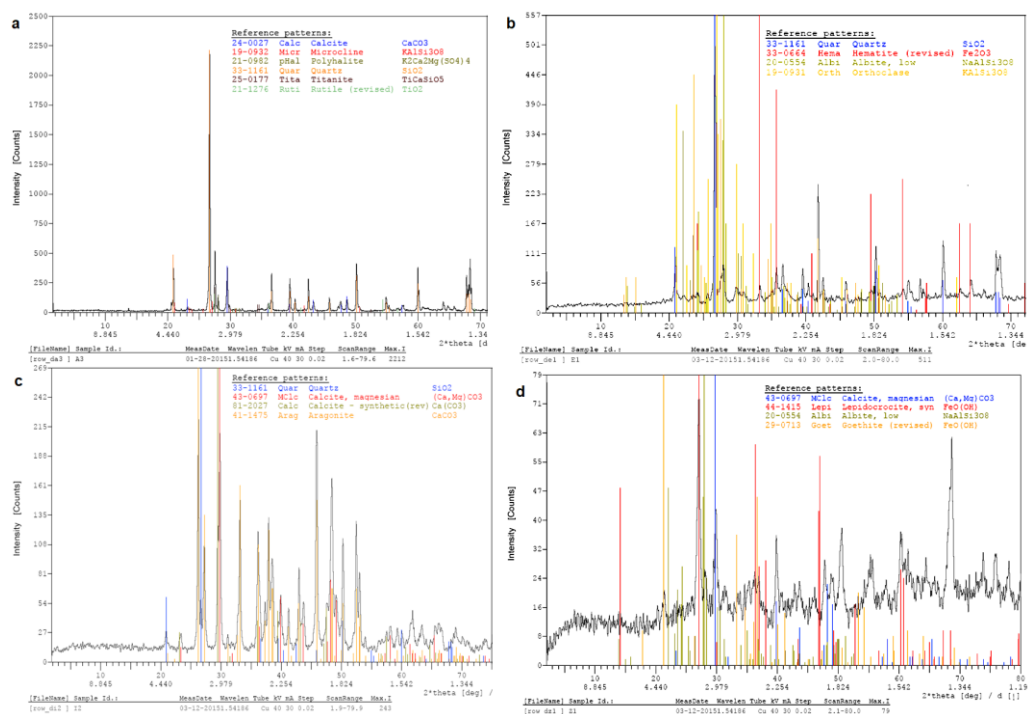 a
Intensity [Counts]
2500
2250
2000
1750
1500
1250
1000
750
500
250
0
Reference patterns:
24-0027 Calc Calcite CaCO3
19-0932 Micr Microcline KAlSi3O8
21-0982 pHal Polyhalite K2Ca2Mg(SO4)4
33-1161 Quar Quartz SiO2
25-0177 Tita Titanite TiCaSiO5
21-1276 Ruti Rutile (revised) TiO2
10 20 30 40 50 60 70
8.845 4.440 2.979 2.254 1.824 1.542 1.34
2*theta [d
[FileName] Sample Id.: MeasDate Wavelen Tube kV mA Step ScanRange Max.I
[row_da3 ] A3 01-28-2015 1.54186 Cu 40 30 0.02 1.6-79.6 2212
b
Intensity [Counts]
557
501
446
390
334
279
223
167
111
56
0
Reference patterns:
33-1161 Quar Quartz SiO2
33-0664 Hema Hematite (revised) Fe2O3
20-0554 Albi Albite, low NaAlSi3O8
19-0931 Orth Orthoclase KAlSi3O8
10 20 30 40 50 60 70
8.845 4.440 2.979 2.254 1.824 1.542 1.344
2*theta [de
[FileName] Sample Id.: MeasDate Wavelen Tube kV mA Step ScanRange Max.I
03-12-2015 1.54186 Cu 40 30 0.02 2.0-80.0 511
c
Intensity [Counts]
269
242
216
189
161
135
108
81
54
27
0
Reference patterns:
33-1161 Quar Quartz SiO2
43-0697 MClc Calcite, magnesian (Ca,Mg)CO3
81-2027 Calc Calcite - synthetic(rev) Ca(CO3)
41-1475 Arag Aragonite CaCO3
10 20 30 40 50 60 70
8.845 4.440 2.979 2.254 1.824 1.542 1.344
2*theta [deg] /
[FileName] Sample Id.: MeasDate Wavelen Tube kV mA Step ScanRange Max.I
[row_di2 ] I2 03-12-2015 1.54186 Cu 40 30 0.02 1.9-79.9 243
d
Intensity [Counts]
79
72
63
55
47
40
32
24
16
8
0
Reference patterns:
43-0697 MClc Calcite, magnesian (Ca,Mg)CO3
44-1415 Lepi Lepidocrocite, syn FeO(OH)
20-0554 Albi Albite, low NaAlSi3O8
29-0713 Goet Goethite (revised) FeO(OH)
10 20 30 40 50 60 70 80
8.845 4.440 2.979 2.254 1.824 1.542 1.344 1.19
2*theta [deg] / d
[FileName] Sample Id.: MeasDate Wavelen Tube kV mA Step ScanRange Max.I
03-12-2015 1.54186 Cu 40 30 0.02 2.1-80.0 79